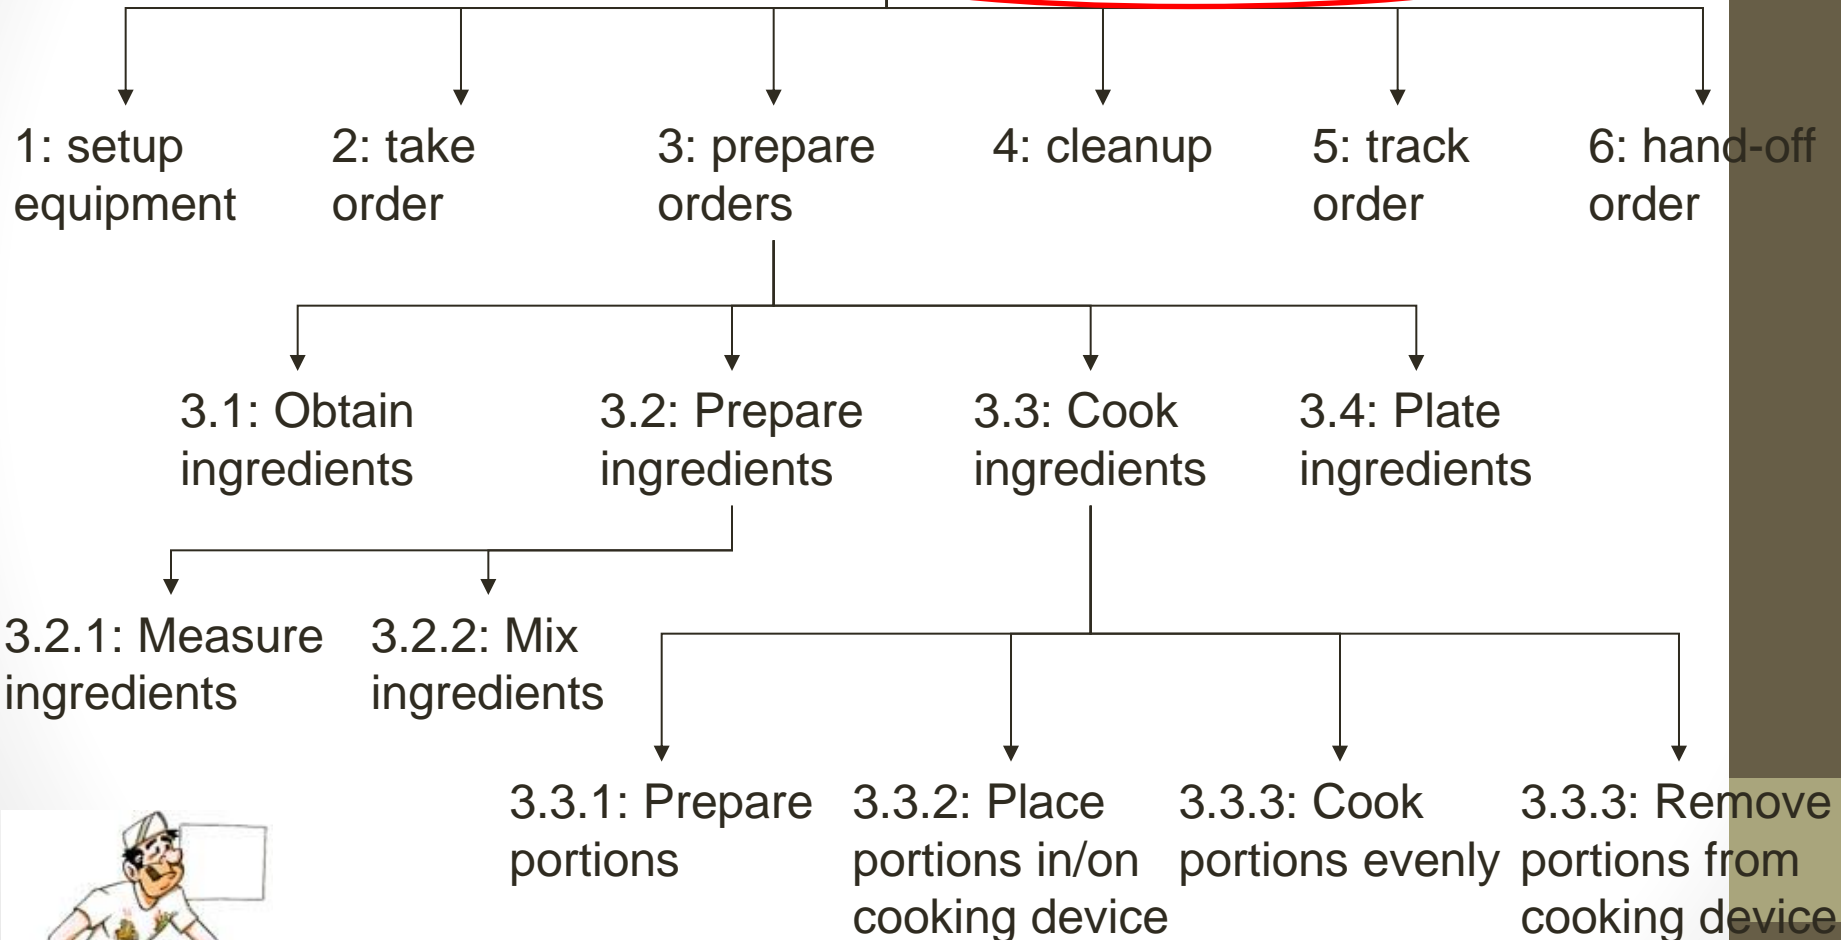 1: setup
equipment
2: take
order
3: prepare
orders
4: cleanup
5: track
order
6: hand-off
order
3.1: Obtain
ingredients
3.2: Prepare
ingredients
3.3: Cook
ingredients
3.4: Plate
ingredients
3.2.1: Measure
ingredients
3.2.2: Mix
ingredients
3.3.1: Prepare
portions
3.3.2: Place
portions in/on
cooking device
3.3.3: Cook
portions evenly
3.3.3: Remove
portions from
cooking device